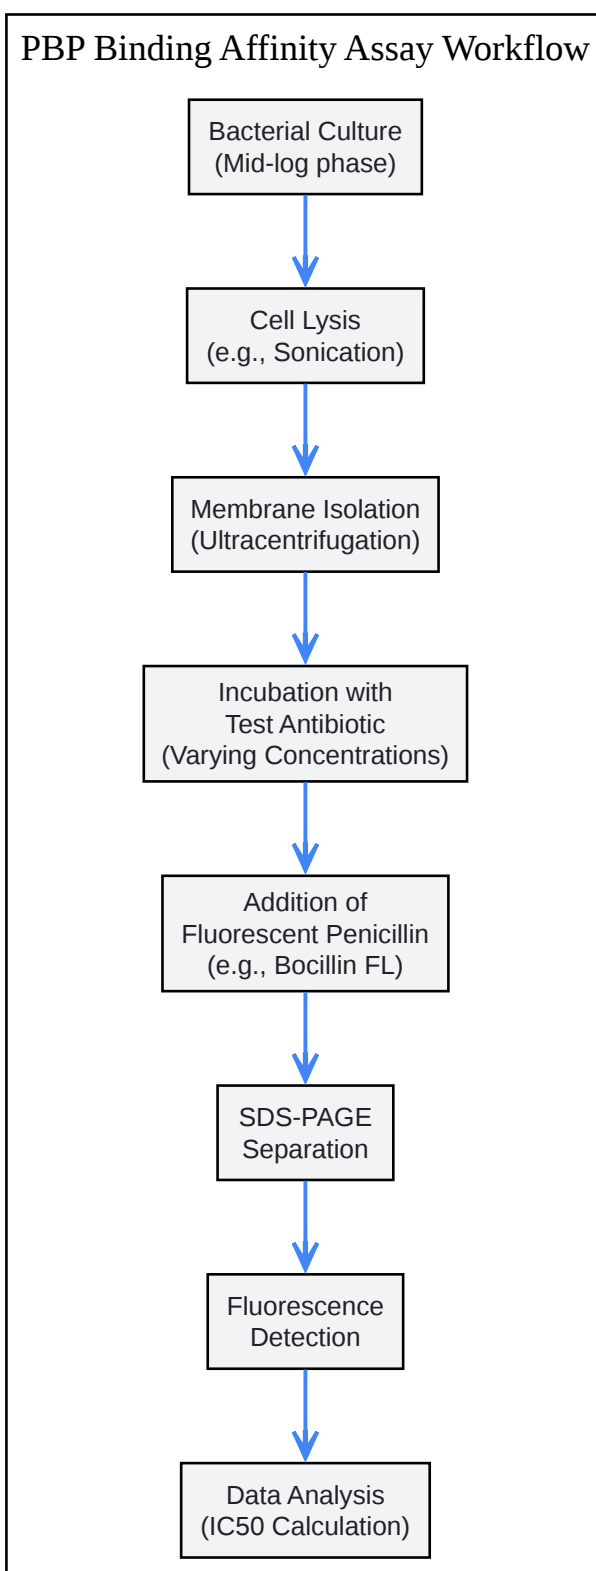 PBP Binding Affinity Assay Workflow
Bacterial Culture
(Mid-log phase)
Cell Lysis
(e.g., Sonication)
Membrane Isolation
(Ultracentrifugation)
Incubation with
Test Antibiotic
(Varying Concentrations)
Addition of
Fluorescent Penicillin
(e.g., Bocillin FL)
SDS-PAGE
Separation
Fluorescence
Detection
Data Analysis
(IC50 Calculation)